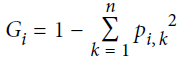 G_i = 1 - \sum_{k=1}^{n} p_{i,k}^2